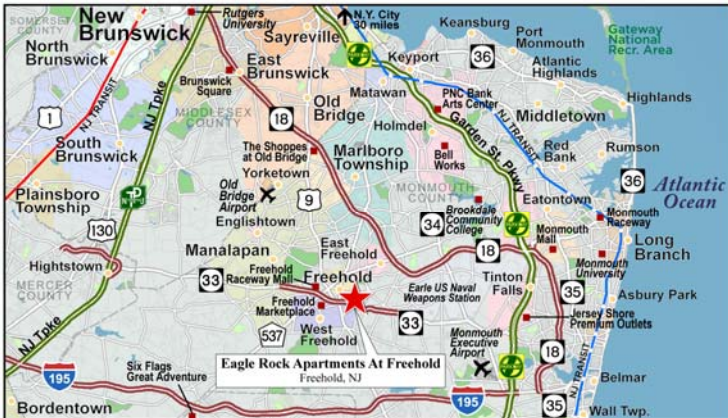 SOMERSET
COUNTY
New
Brunswick
Rutgers
University
N.Y. City
30 miles
Sayreville
Keansburg
Port
Monmouth
Gateway
National
Recr. Area
North
Brunswick
East
Brunswick
Keyport
36
Atlantic
Highlands
Brunswick
Square
Matawan
PNC Bank
Arts Center
Highlands
NJ TRANSIT
NJ Tpke
MIDDLESEX
COUNTY
Old
Bridge
Holmdel
Garden St. Pkwy
NJ TRANSIT
Middletown
1
18
South
Brunswick
The Shoppes
at Old Bridge
Marlboro
Township
Bell
Works
Red
Bank
Rumson
Yorketown
MONMOUTH
COUNTY
36
Atlantic
Ocean
Plainsboro
Township
Old
Bridge
Airport
9
Eatontown
Monmouth
Raceway
130
Englishtown
34
Brookdale
Community
College
Monmouth
Mall
Long
Branch
Manalapan
East
Freehold
18
Monmouth
University
Hightstown
33
Freehold
Raceway Mall
Freehold
Earle US Naval
Weapons Station
Tinton
Falls
35
Asbury Park
MERCER
COUNTY
Freehold
Marketplace
33
Jersey Shore
Premium Outlets
NJ Tpke
537
West
Freehold
Monmouth
Executive
Airport
18
Eagle Rock Apartments At Freehold
Freehold, NJ
195
Six Flags
Great Adventure
195
Belmar
Bordentown
35
Wall Twp.